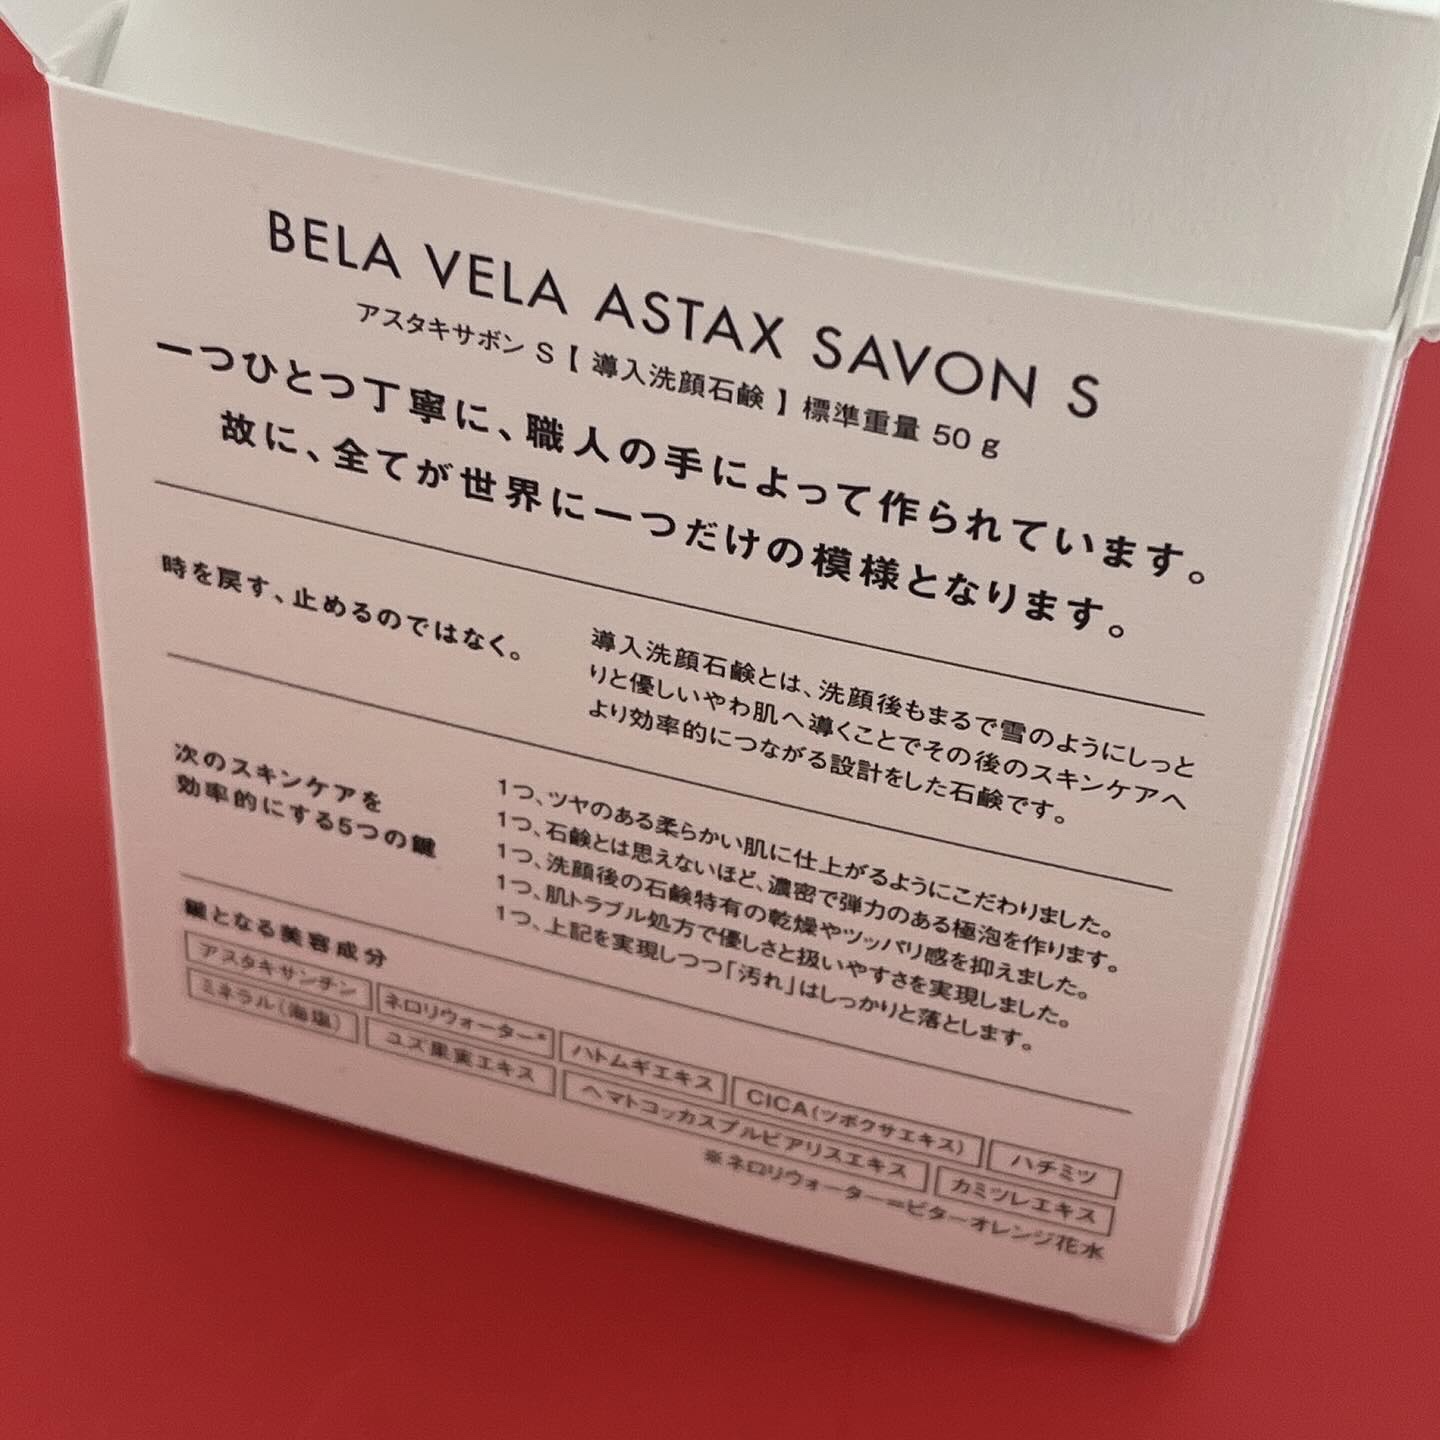 BELA VELA ASTAX SAVON S
アスタキサボン S【 導入洗顔石鹸 】標準重量 50 g
一つひとつ丁寧に、職人の手によって作られています。
故に、全てが世界に一つだけの模様となります。
時を戻す、止めるのではなく。
導入洗顔石鹸とは、洗顔後もまるで雪のようにしっと
りと優しいやわ肌へ導くことでその後のスキンケアへ
より効率的につながる設計をした石鹸です。
次のスキンケアを
効率的にする5つの鍵
1つ、ツヤのある柔らかい肌に仕上がるようにこだわりました。
1つ、石鹸とは思えないほど、濃密で弾力のある極泡を作ります。
1つ、洗顔後の石鹸特有の乾燥やツッパリ感を抑えました。
1つ、肌トラブル処方で優しさと扱いやすさを実現しました。
1つ、上記を実現しつつ「汚れ」はしっかりと落とします。
鍵となる美容成分
アスタキサンチン ネロリウォーター※ ハトムギエキス CICA(ツボクサエキス) ハチミツ
ミネラル(海塩) ユズ果実エキス ヘマトコッカスプルビアリスエキス カミツレエキス
※ネロリウォーター=ビターオレンジ花水